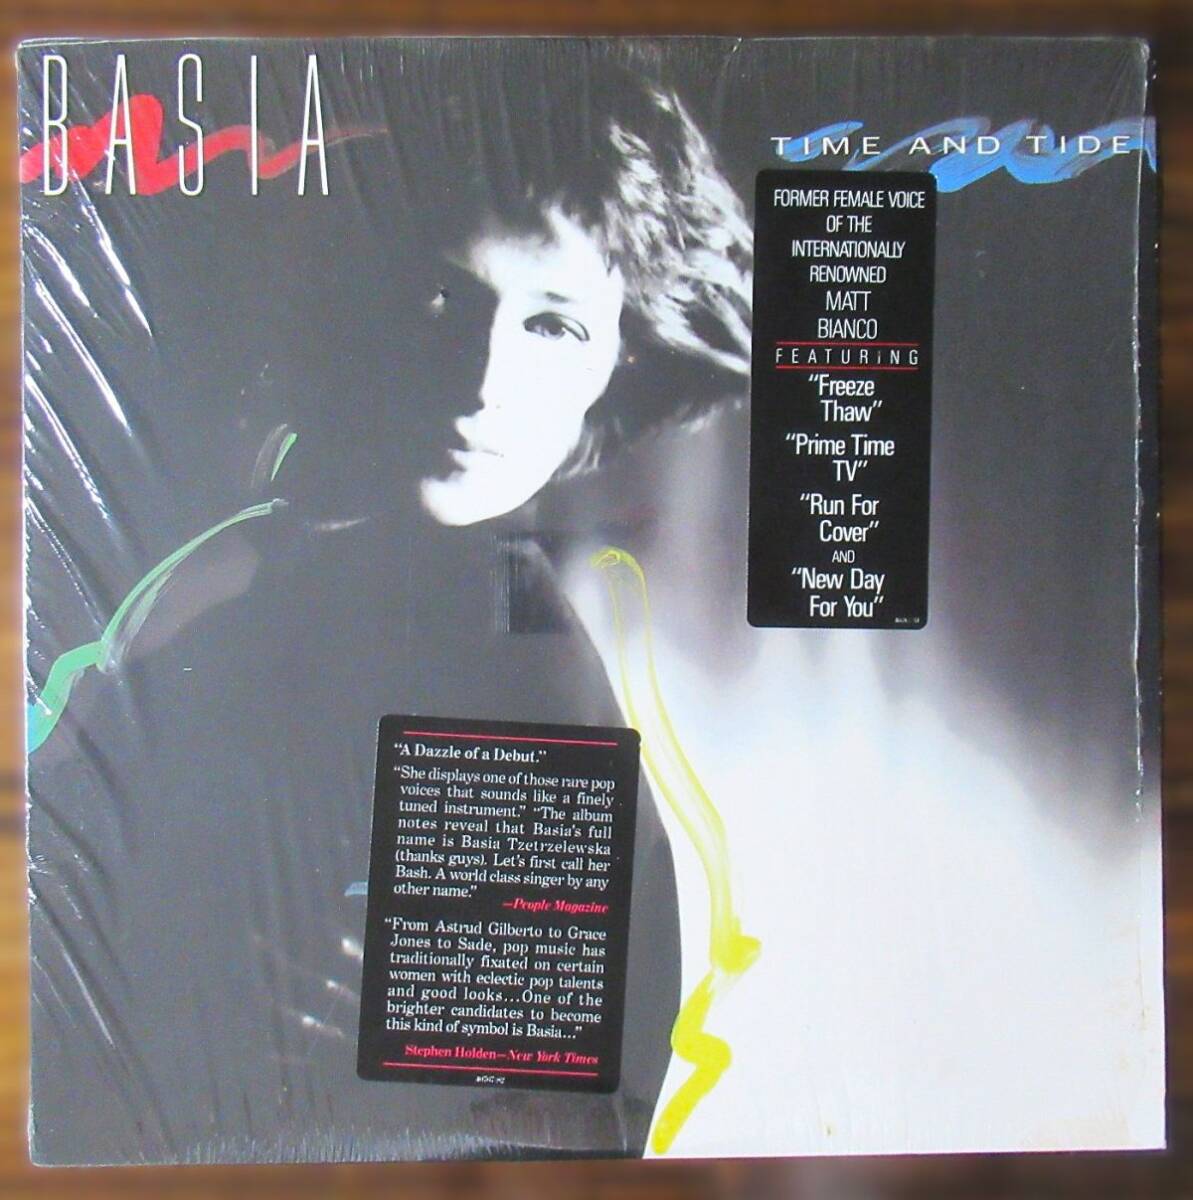 BASIA
TIME AND TIDE
FORMER FEMALE VOICE
OF THE
INTERNATIONALLY
RENOWNED
MATT
BIANCO
FEATURING
"Freeze
Thaw"
"Prime Time
TV"
"Run For
Cover"
AND
"New Day
For You"
"A Dazzle of a Debut."
"She displays one of those rare pop
voices that sounds like a finely
tuned instrument." "The album
notes reveal that Basia's full
name is Basia Tzetrzelewska
(thanks guys). Let's first call her
Bash. A world class singer by any
other name."
—People Magazine
"From Astrud Gilberto to Grace
Jones to Sade, pop music has
traditionally fixated on certain
women with eclectic pop talents
and good looks...One of the
brighter candidates to become
this kind of symbol is Basia..."
Stephen Holden—New York Times